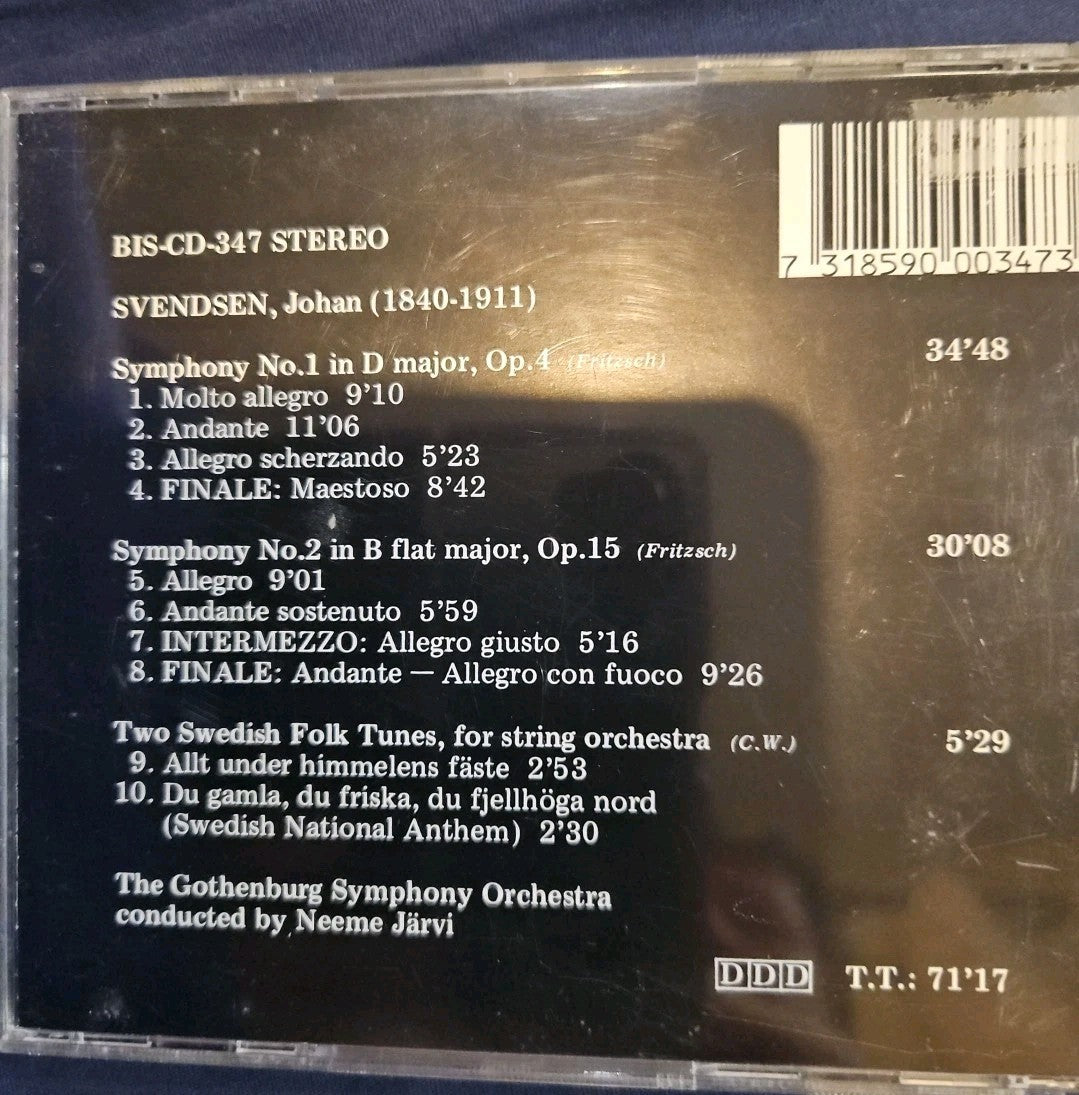 7 318590 003473
BIS-CD-347 STEREO
SVENDSEN, Johan (1840-1911)
Symphony No.1 in D major, Op.4 (Fritzsch) 34’48
1. Molto allegro 9’10
2. Andante 11’06
3. Allegro scherzando 5’23
4. FINALE: Maestoso 8’42
Symphony No.2 in B flat major, Op.15 (Fritzsch) 30’08
5. Allegro 9’01
6. Andante sostenuto 5’59
7. INTERMEZZO: Allegro giusto 5’16
8. FINALE: Andante — Allegro con fuoco 9’26
Two Swedish Folk Tunes, for string orchestra (C.W.) 5’29
9. Allt under himmelens fäste 2’53
10. Du gamla, du friska, du fjellhöga nord
(Swedish National Anthem) 2’30
The Gothenburg Symphony Orchestra
conducted by Neeme Järvi
DDD T.T.: 71’17